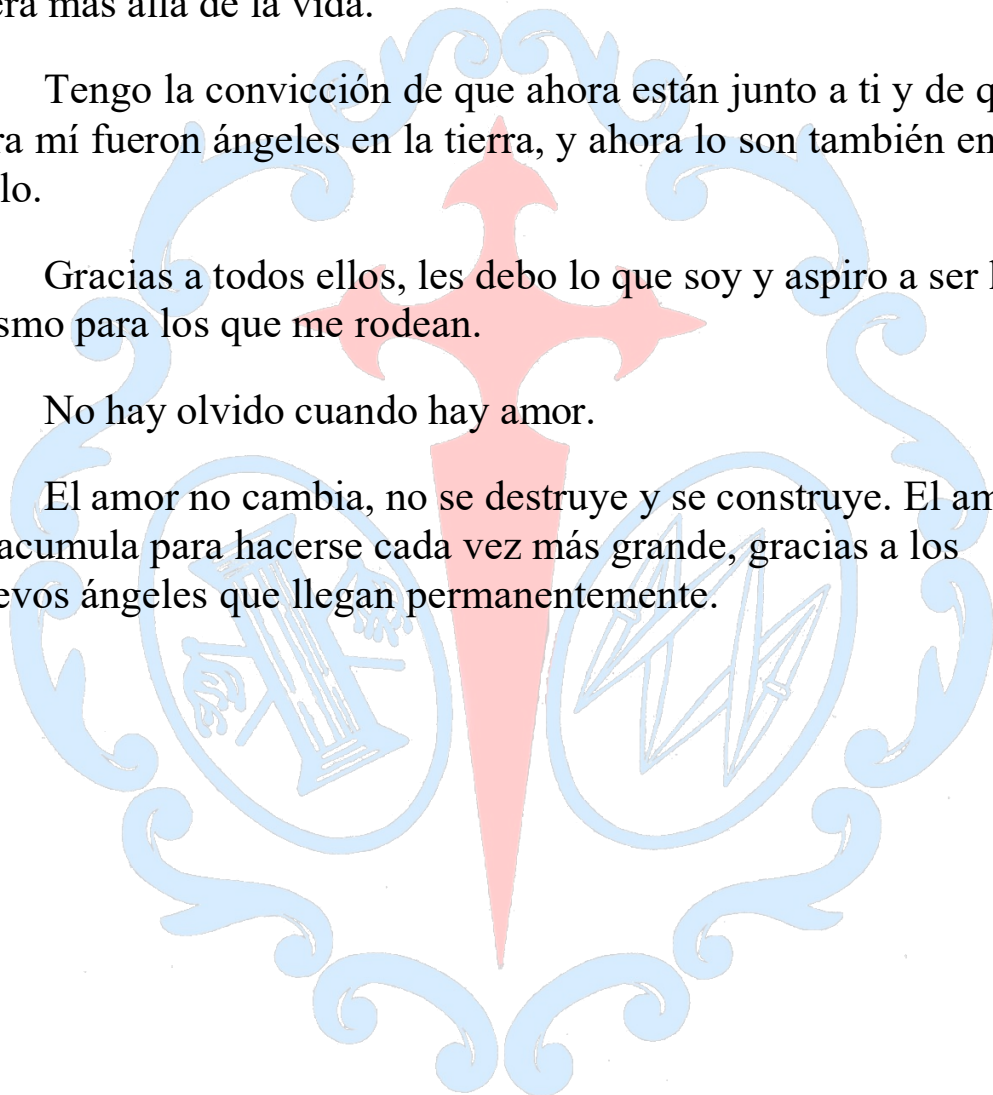 era más allá de la vida.
Tengo la convicción de que ahora están junto a ti y de q
ra mí fueron ángeles en la tierra, y ahora lo son también en
lo.
Gracias a todos ellos, les debo lo que soy y aspiro a ser l
smo para los que me rodean.
No hay olvido cuando hay amor.
El amor no cambia, no se destruye y se construye. El am
acumula para hacerse cada vez más grande, gracias a los
evos ángeles que llegan permanentemente.